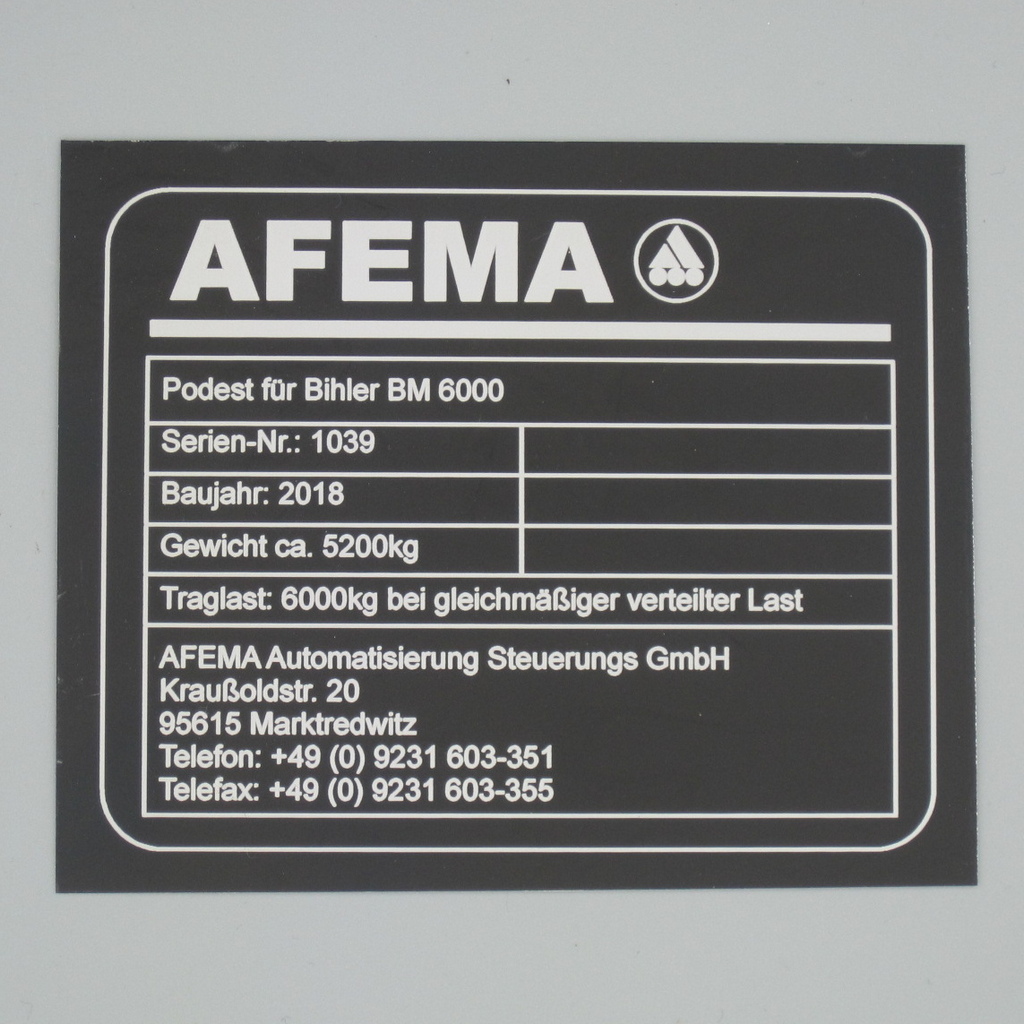 AFEMA
Podest für Bihler BM 6000
Serien-Nr.: 1039
Baujahr: 2018
Gewicht ca. 5200kg
Traglast: 6000kg bei gleichmäßiger verteilter Last
AFEMA Automatisierung Steuerungs GmbH
Kraußoldstr. 20
95615 Marktredwitz
Telefon: +49 (0) 9231 603-351
Telefax: +49 (0) 9231 603-355